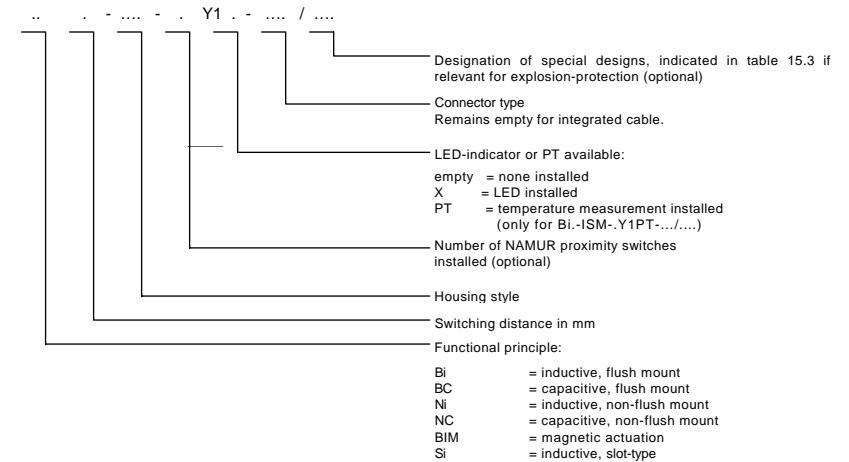 .. . - .... - . Y1 . - .... / ....
Designation of special designs, indicated in table 15.3 if
relevant for explosion-protection (optional)
Connector type
Remains empty for integrated cable.
LED-indicator or PT available:
empty = none installed
X = LED installed
PT = temperature measurement installed
(only for Bi.-ISM-.Y1PT-.../....)
Number of NAMUR proximity switches
installed (optional)
Housing style
Switching distance in mm
Functional principle:
Bi = inductive, flush mount
BC = capacitive, flush mount
Ni = inductive, non-flush mount
NC = capacitive, non-flush mount
BIM = magnetic actuation
Si = inductive, slot-type